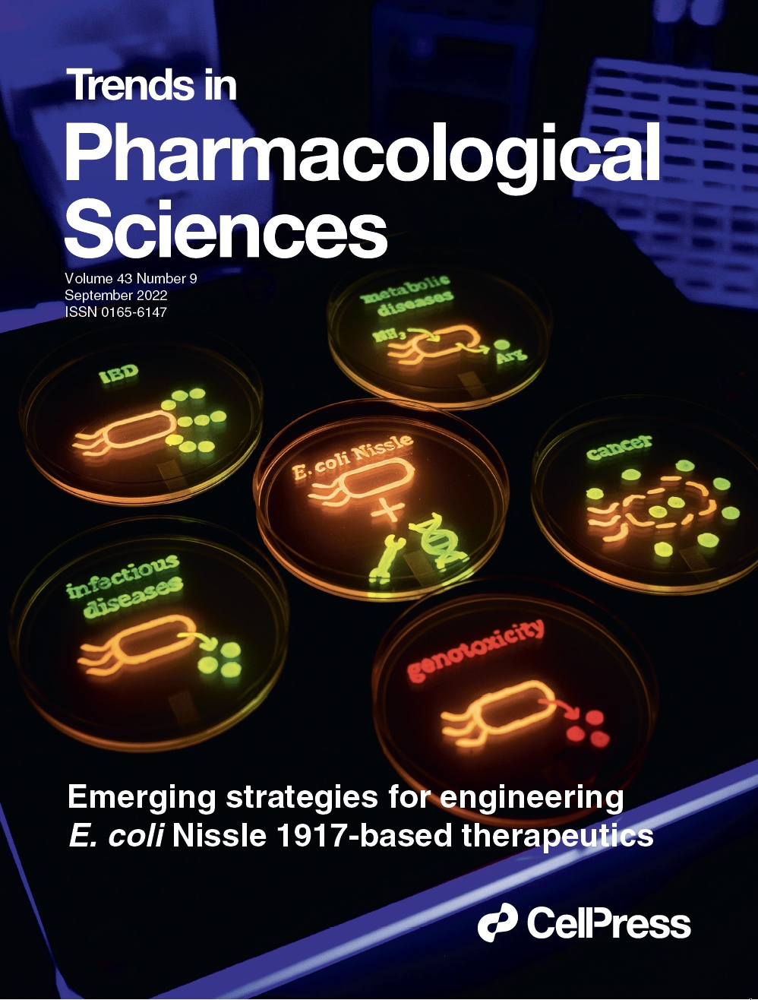 Trends in
Pharmacological
Sciences
Volume 43 Number 9
September 2022
ISSN 0165-6147
metabolic
diseases
NH3
Arg
IBD
E. coli Nissle
cancer
infectious
diseases
genotoxicity
Emerging strategies for engineering
E. coli Nissle 1917-based therapeutics
CellPress